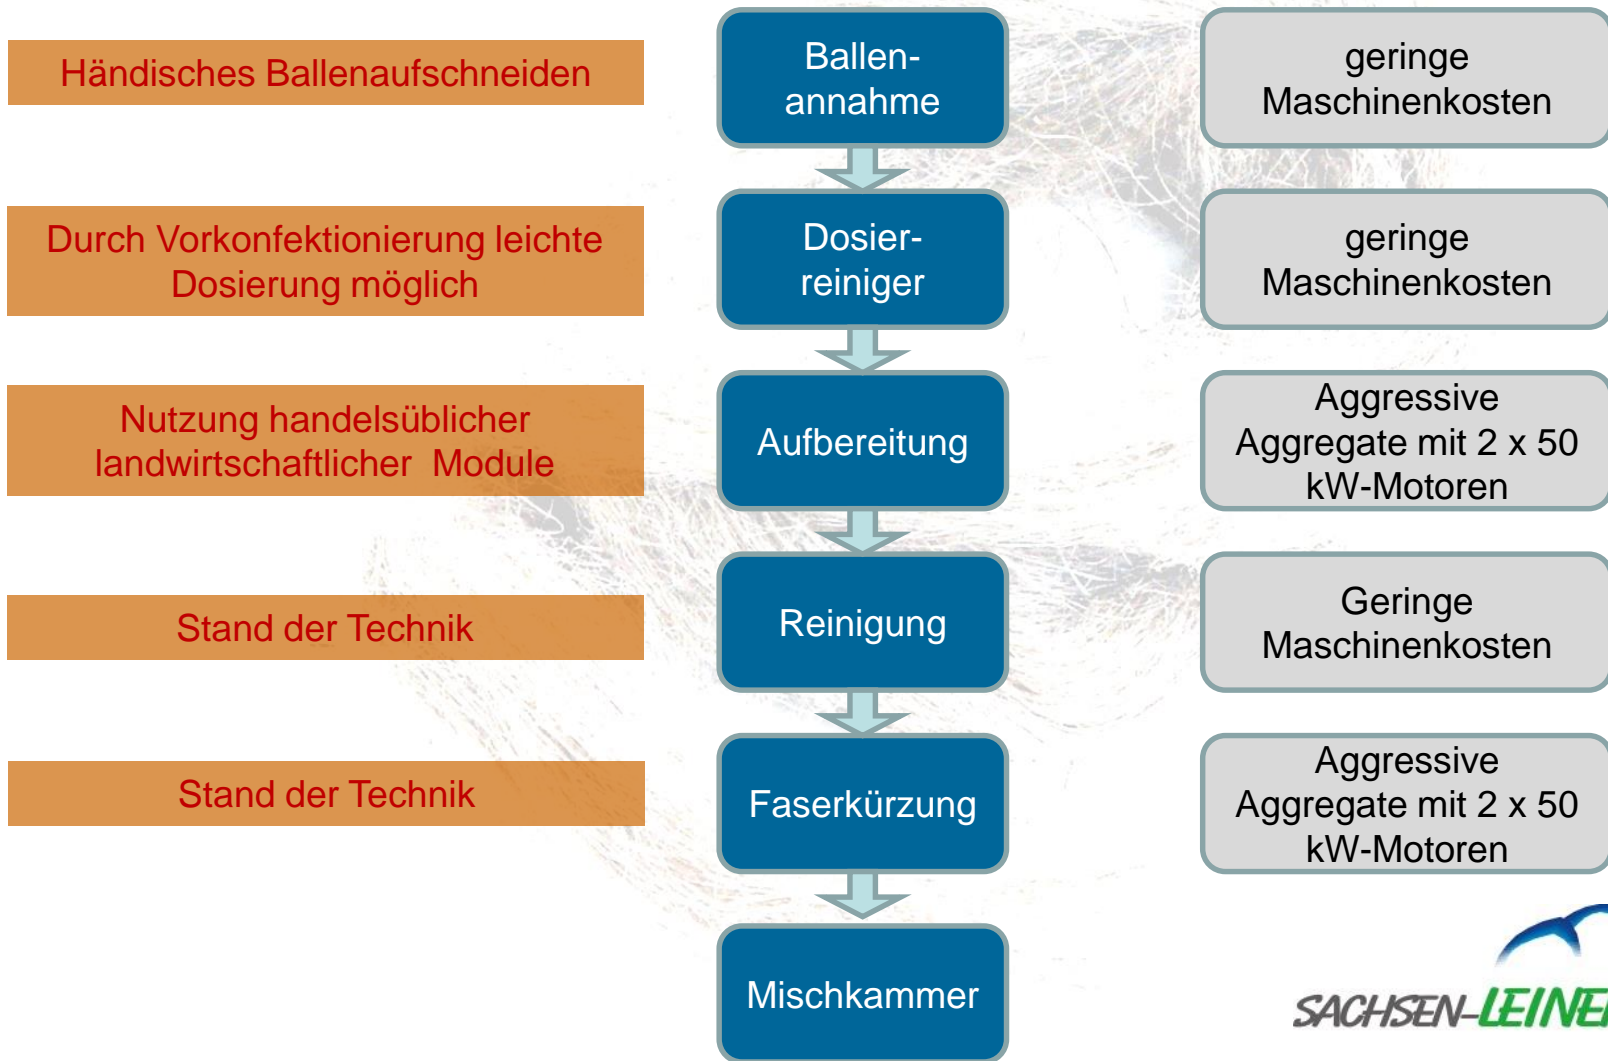 Händisches Ballenaufschneiden
Ballen-
annahme
geringe
Maschinenkosten
Durch Vorkonfektionierung leichte
Dosierung möglich
Dosier-
reiniger
geringe
Maschinenkosten
Nutzung handelsüblicher
landwirtschaftlicher Module
Aufbereitung
Aggressive
Aggregate mit 2 x 50
kW-Motoren
Stand der Technik
Reinigung
Geringe
Maschinenkosten
Stand der Technik
Faserkürzung
Aggressive
Aggregate mit 2 x 50
kW-Motoren
Mischkammer
SACHSEN-LEINEN